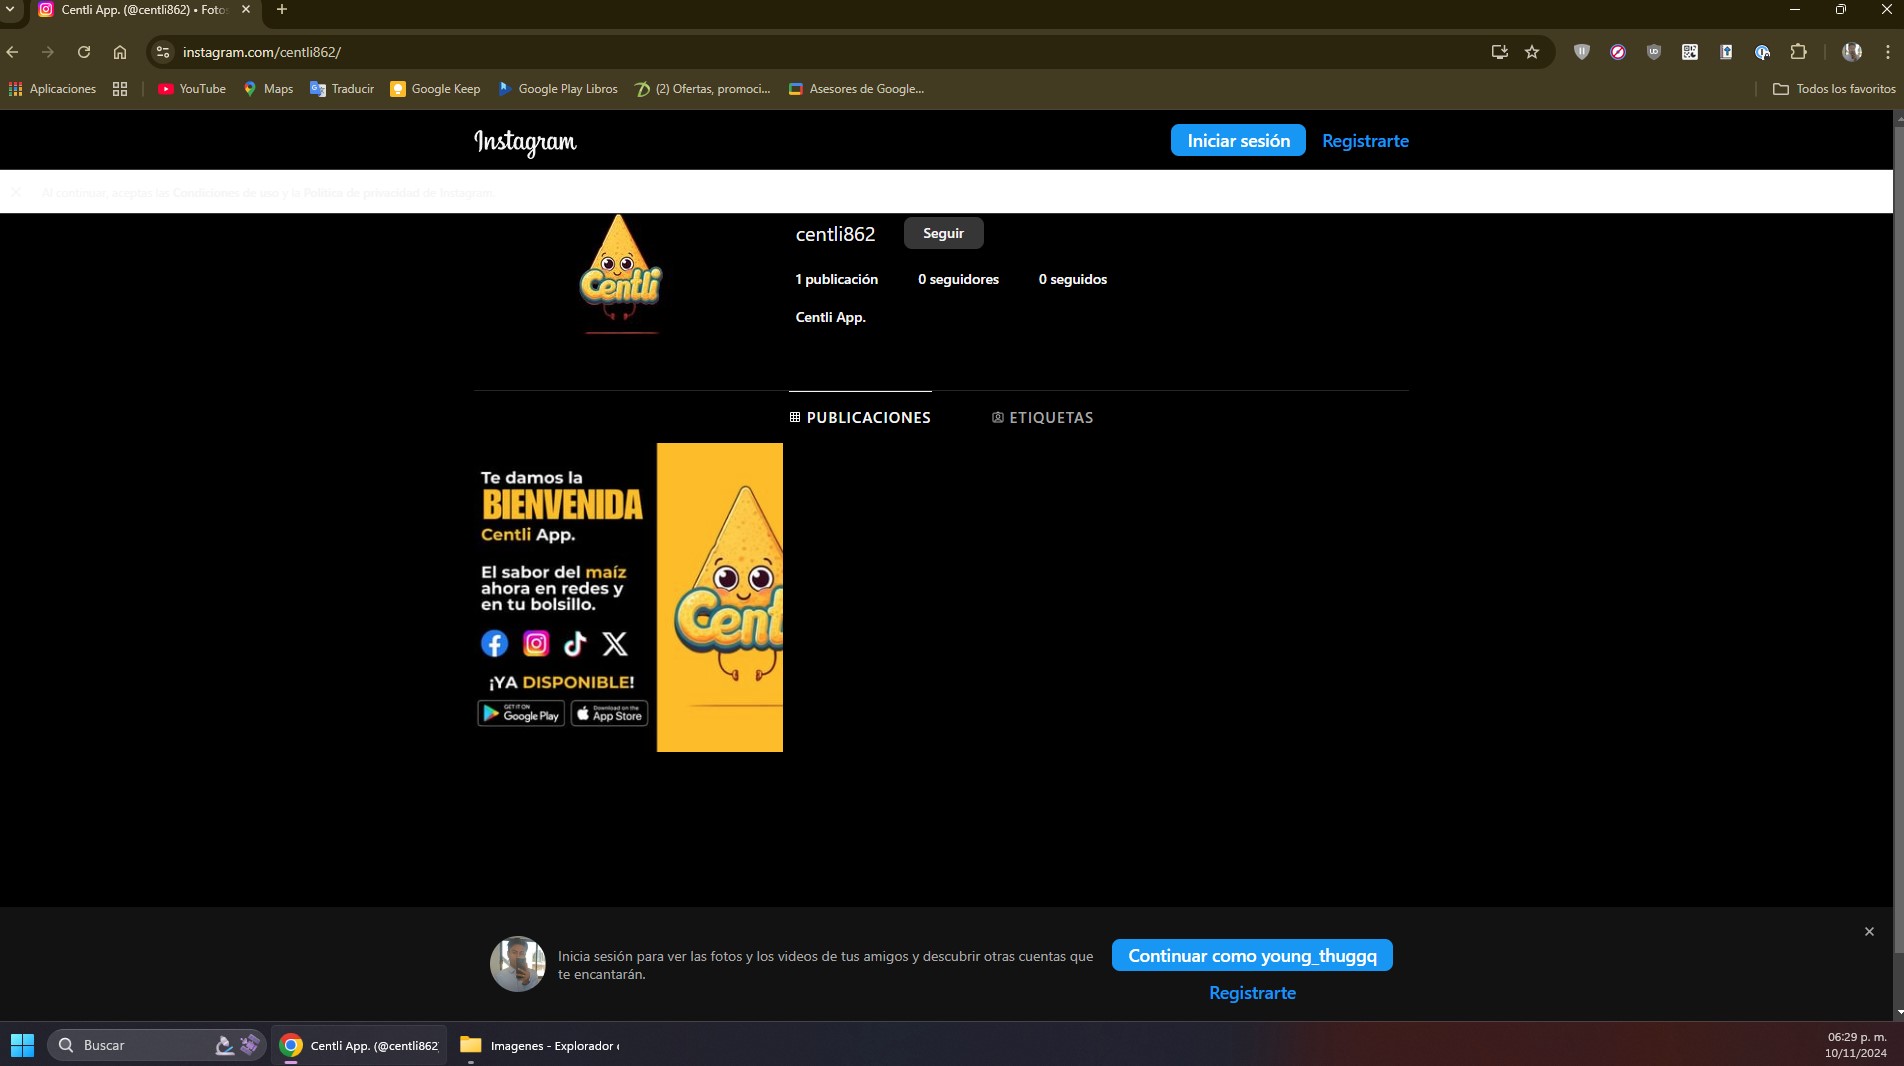 Centli App. (@centli862) • Fotos
instagram.com/centli862/
Aplicaciones
YouTube
Maps
Traducir
Google Keep
Google Play Libros
(2) Ofertas, promoci...
Asesores de Google...
Todos los favoritos
Instagram
Iniciar sesión
Registrarte
Al continuar, aceptas las Condiciones de uso y la Política de privacidad de Instagram.
Centli
centli862
Seguir
1 publicación
0 seguidores
0 seguidos
Centli App.
PUBLICACIONES
ETIQUETAS
Te damos la
BIENVENIDA
Centli App.
El sabor del maíz
ahora en redes y
en tu bolsillo.
¡YA DISPONIBLE!
GET IT ON
Google Play
Download on the
App Store
Cent
Inicia sesión para ver las fotos y los videos de tus amigos y descubrir otras cuentas que
te encantarán.
Continuar como young_thuggq
Registrarte
Buscar
Centli App. (@centli862)
Imagenes - Explorador
06:29 p. m.
10/11/2024